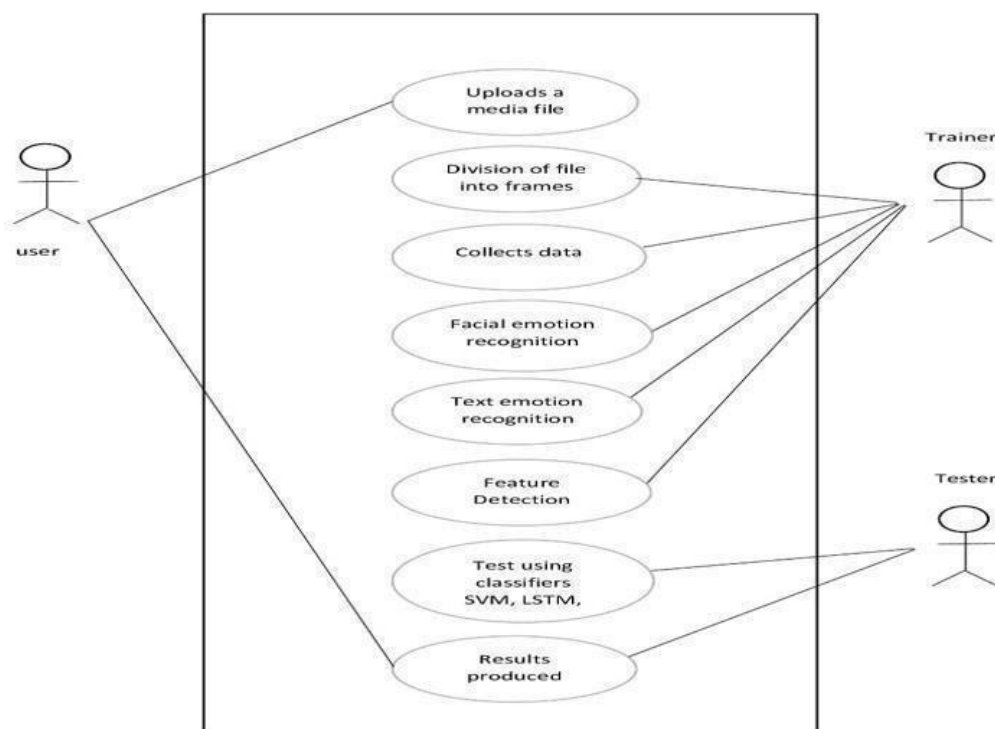 Uploads a
media file
Trainer
Division of file
into frames
user
Collects data
Facial emotion
recognition
Text emotion
recognition
Feature
Detection
Tester
Test using
classifiers
SVM, LSTM,
Results
produced